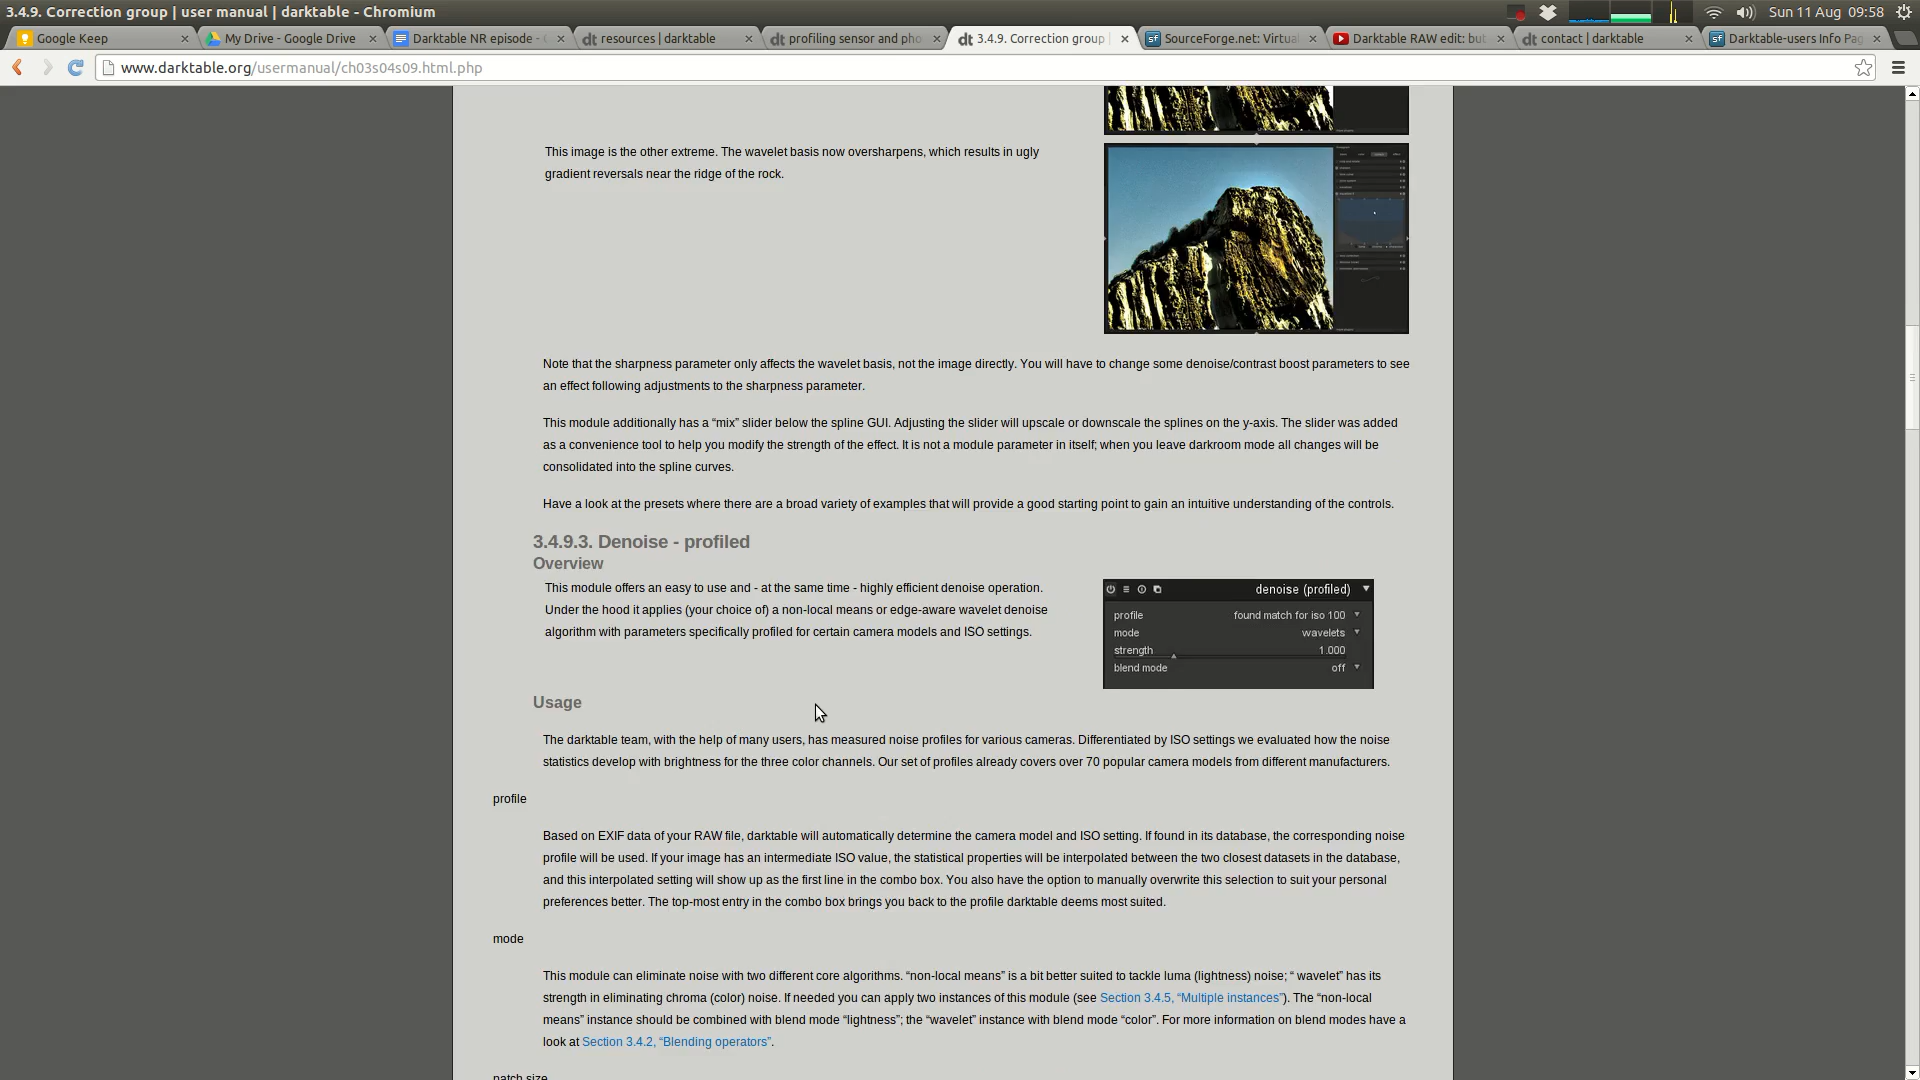 3.4.9. Correction group | user manual | darktable - Chromium
Sun 11 Aug 09:58
Google Keep
My Drive - Google Drive
Darktable NR episode -
resources | darktable
profiling sensor and pho
3.4.9. Correction group |
SourceForge.net: Virtual
Darktable RAW edit: but
contact | darktable
Darktable-users Info Pag
www.darktable.org/usermanual/ch03s04s09.html.php
This image is the other extreme. The wavelet basis now oversharpens, which results in ugly
gradient reversals near the ridge of the rock.
Note that the sharpness parameter only affects the wavelet basis, not the image directly. You will have to change some denoise/contrast boost parameters to see
an effect following adjustments to the sharpness parameter.
This module additionally has a “mix” slider below the spline GUI. Adjusting the slider will upscale or downscale the splines on the y-axis. The slider was added
as a convenience tool to help you modify the strength of the effect. It is not a module parameter in itself; when you leave darkroom mode all changes will be
consolidated into the spline curves.
Have a look at the presets where there are a broad variety of examples that will provide a good starting point to gain an intuitive understanding of the controls.
3.4.9.3. Denoise - profiled
Overview
This module offers an easy to use and - at the same time - highly efficient denoise operation.
Under the hood it applies (your choice of) a non-local means or edge-aware wavelet denoise
algorithm with parameters specifically profiled for certain camera models and ISO settings.
denoise (profiled)
profile found match for iso 100
mode wavelets
strength 1.000
blend mode off
Usage
The darktable team, with the help of many users, has measured noise profiles for various cameras. Differentiated by ISO settings we evaluated how the noise
statistics develop with brightness for the three color channels. Our set of profiles already covers over 70 popular camera models from different manufacturers.
profile
Based on EXIF data of your RAW file, darktable will automatically determine the camera model and ISO setting. If found in its database, the corresponding noise
profile will be used. If your image has an intermediate ISO value, the statistical properties will be interpolated between the two closest datasets in the database,
and this interpolated setting will show up as the first line in the combo box. You also have the option to manually overwrite this selection to suit your personal
preferences better. The top-most entry in the combo box brings you back to the profile darktable deems most suited.
mode
This module can eliminate noise with two different core algorithms. “non-local means” is a bit better suited to tackle luma (lightness) noise; “ wavelet” has its
strength in eliminating chroma (color) noise. If needed you can apply two instances of this module (see Section 3.4.5, “Multiple instances”). The “non-local
means” instance should be combined with blend mode “lightness”; the “wavelet” instance with blend mode “color”. For more information on blend modes have a
look at Section 3.4.2, “Blending operators”.
patch size